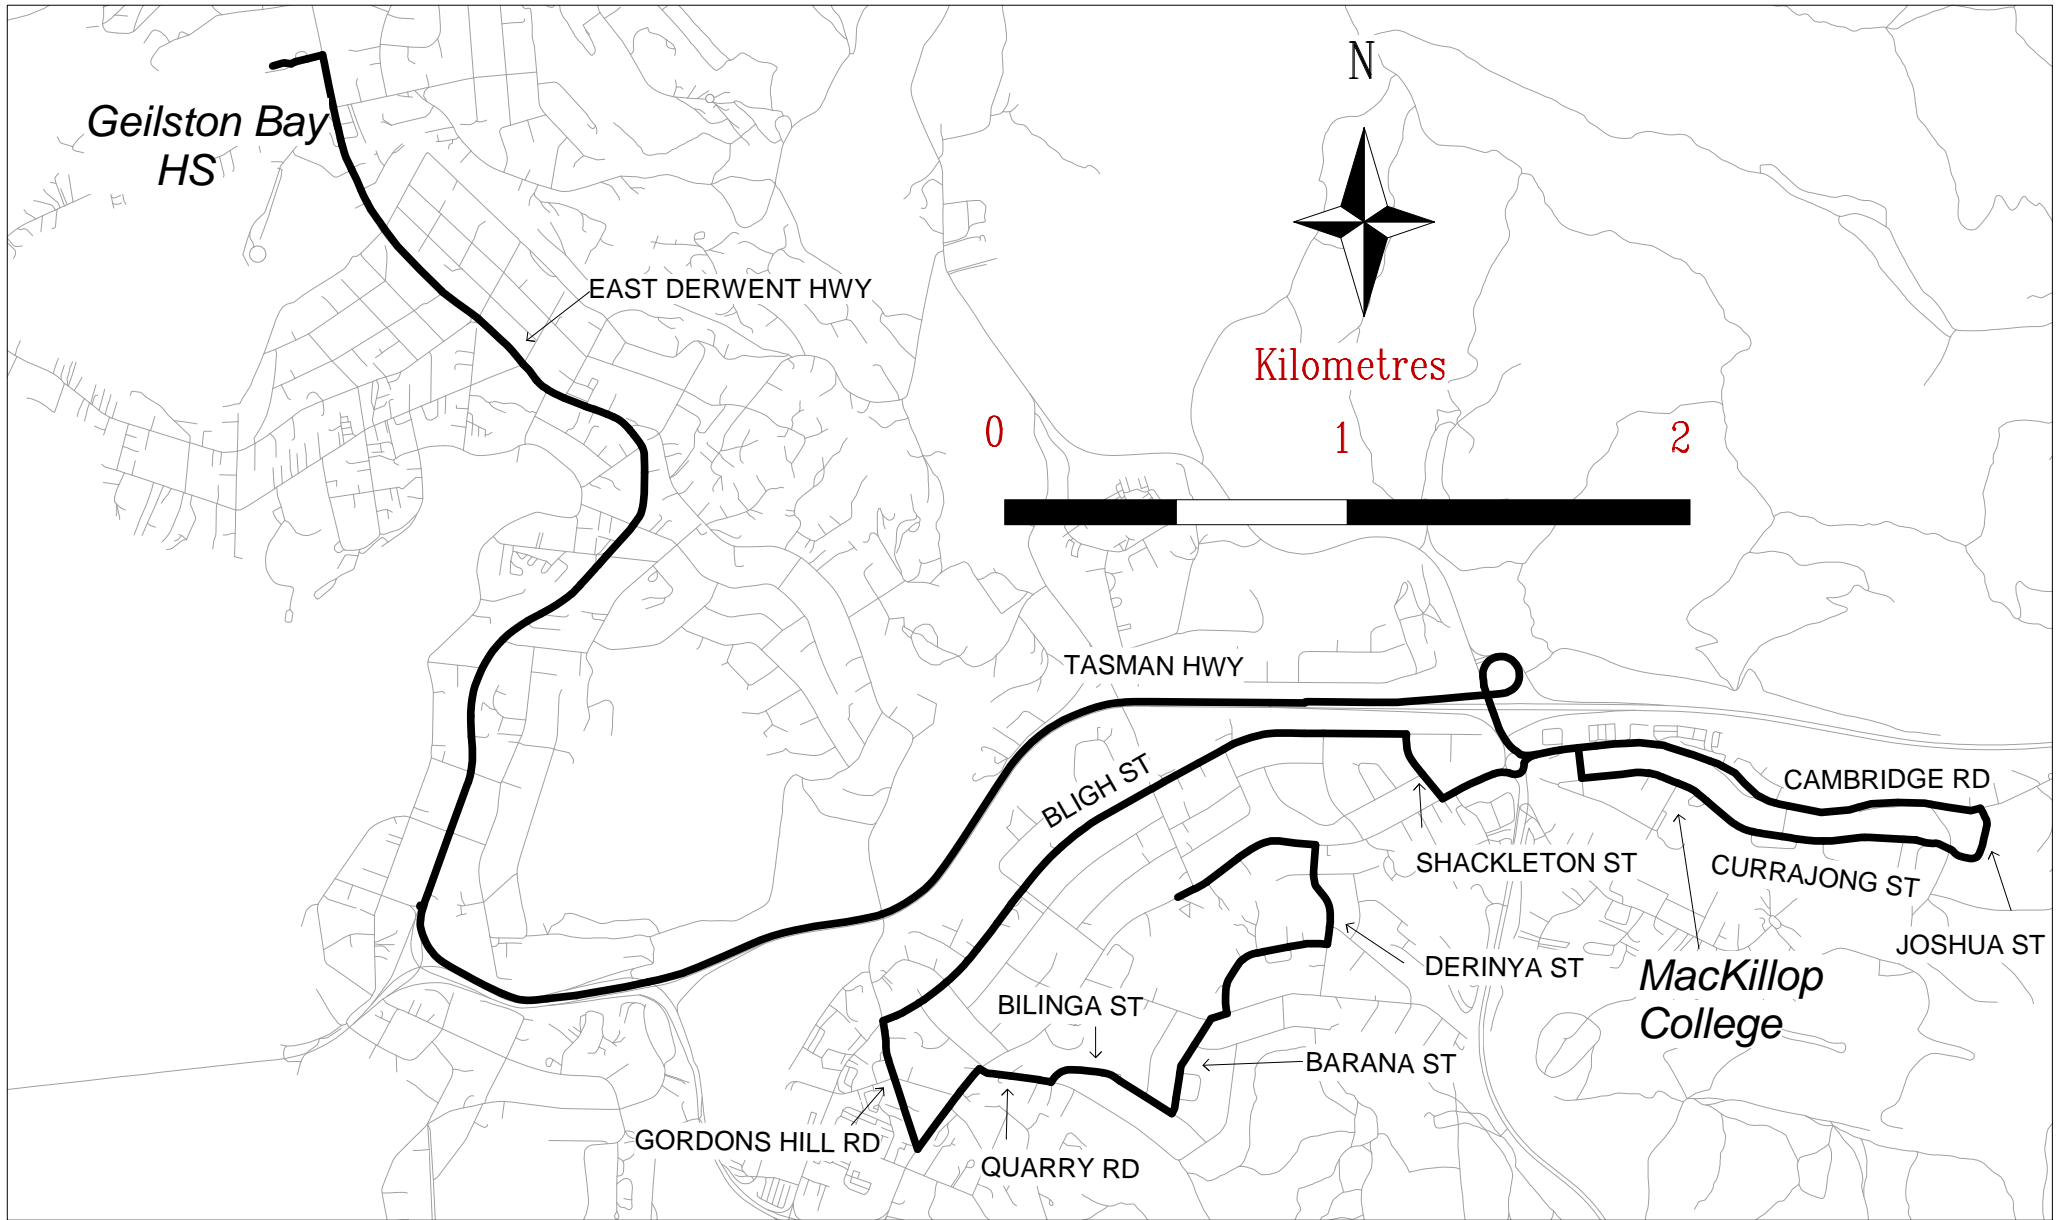 N
Geilston Bay
HS
EAST DERWENT HWY
Kilometres
0
1
2
TASMAN HWY
BLIGH ST
CAMBRIDGE RD
SHACKLETON ST
CURRAJONG ST
JOSHUA ST
DERINYA ST
MacKillop
College
BILINGA ST
BARANA ST
GORDONS HILL RD
QUARRY RD